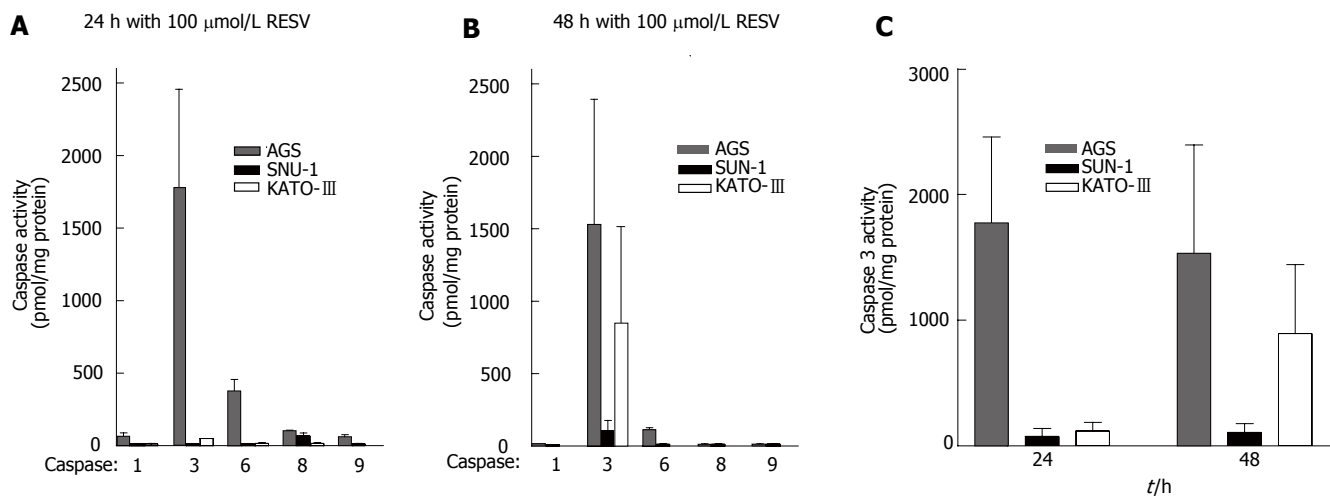 A
24 h with 100 μmol/L RESV
Caspase activity
(pmol/mg protein)
2500
2000
1500
1000
500
0
AGS
SNU-1
KATO-Ⅲ
Caspase: 1 3 6 8 9
B
48 h with 100 μmol/L RESV
Caspase activity
(pmol/mg protein)
2500
2000
1500
1000
500
0
AGS
SUN-1
KATO-Ⅲ
Caspase: 1 3 6 8 9
C
Caspase 3 activity
(pmol/mg protein)
3000
2000
1000
0
AGS
SUN-1
KATO-Ⅲ
24 48
t/h